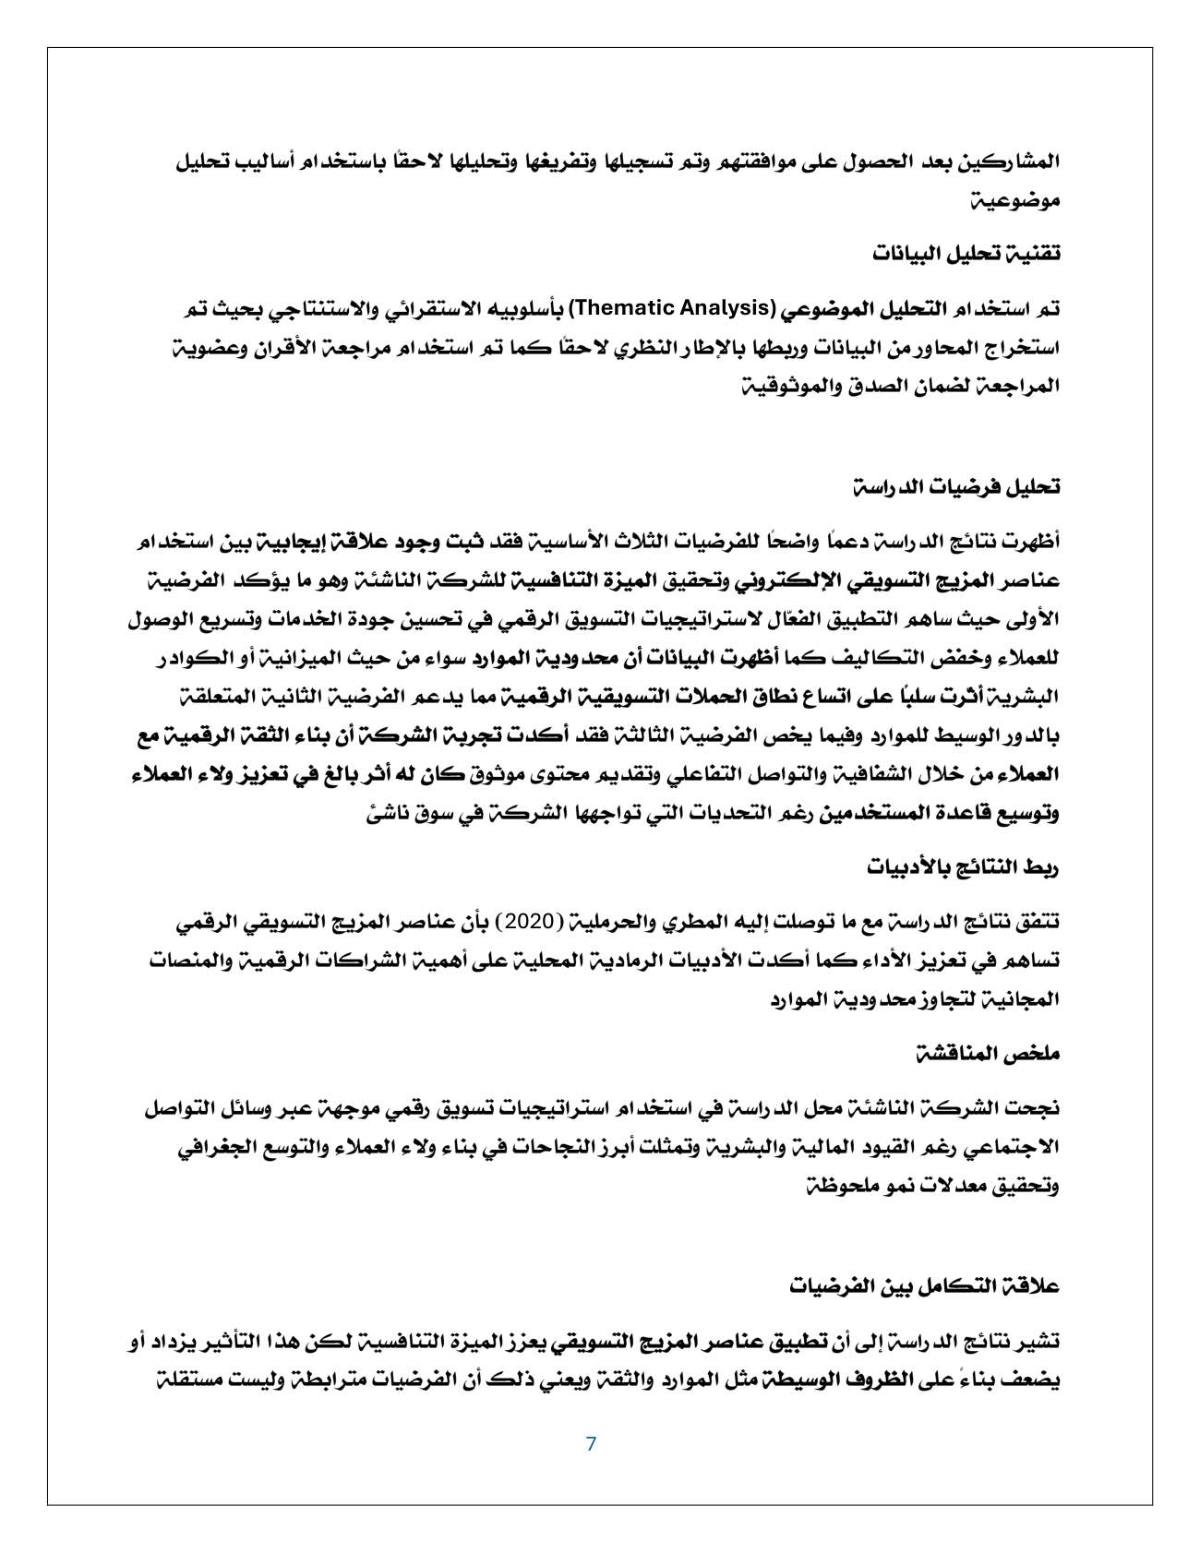 المشاركين بعد الحصول على موافقتهم وتم تسجيلها وتفريغها وتحليلها لاحقًا باستخدام أساليب تحليل
موضوعية
تقنية تحليل البيانات
تم استخدام التحليل الموضوعي (Thematic Analysis) بأسلوبيه الاستقرائي والاستنتاجي بحيث تم
استخراج المحاور من البيانات وربطها بالإطار النظري لاحقًا كما تم استخدام مراجعة الأقران وعضوية
المراجعة لضمان الصدق والموثوقية
تحليل فرضيات الدراسة
أظهرت نتائج الدراسة دعمًا واضحًا للفرضيات الثلاث الأساسية فقد ثبت وجود علاقة إيجابية بين استخدام
عناصر المزيج التسويقي الإلكتروني وتحقيق الميزة التنافسية للشركة الناشئة وهو ما يؤكد الفرضية
الأولى حيث ساهم التطبيق الفعّال لاستراتيجيات التسويق الرقمي في تحسين جودة الخدمات وتسريع الوصول
للعملاء وخفض التكاليف كما أظهرت البيانات أن محدودية الموارد سواء من حيث الميزانية أو الكوادر
البشرية أثّرت سلبًا على اتساع نطاق الحملات التسويقية الرقمية مما يدعم الفرضية الثانية المتعلقة
بالدور الوسيط للموارد وفيما يخص الفرضية الثالثة فقد أكدت تجربة الشركة أن بناء الثقة الرقمية مع
العملاء من خلال الشفافية والتواصل التفاعلي وتقديم محتوى موثوق كان له أثر بالغ في تعزيز ولاء العملاء
وتوسيع قاعدة المستخدمين رغم التحديات التي تواجهها الشركة في سوق ناشئ
ربط النتائج بالأدبيات
تتفق نتائج الدراسة مع ما توصلت إليه المطري والحرملية (2020) بأن عناصر المزيج التسويقي الرقمي
تساهم في تعزيز الأداء كما أكدت الأدبيات الرمادية المحلية على أهمية الشراكات الرقمية والمنصات
المجانية لتجاوز محدودية الموارد
ملخص المناقشة
نجحت الشركة الناشئة محل الدراسة في استخدام استراتيجيات تسويق رقمي موجهة عبر وسائل التواصل
الاجتماعي رغم القيود المالية والبشرية وتمثلت أبرز النجاحات في بناء ولاء العملاء والتوسع الجغرافي
وتحقيق معدلات نمو ملحوظة
علاقة التكامل بين الفرضيات
تشير نتائج الدراسة إلى أن تطبيق عناصر المزيج التسويقي يعزز الميزة التنافسية لكن هذا التأثير يزداد أو
يضعف بناءً على الظروف الوسيطة مثل الموارد والثقة ويعني ذلك أن الفرضيات مترابطة وليست مستقلة
7